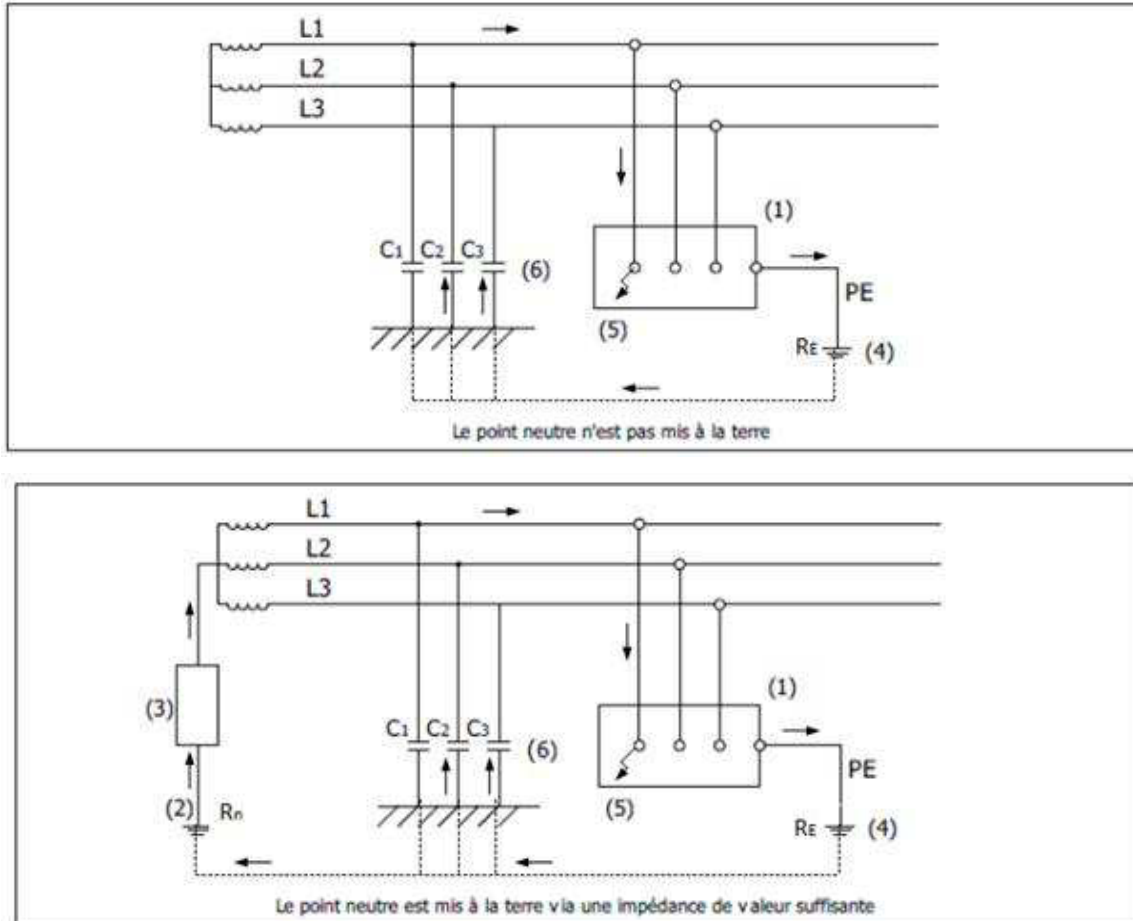 L1
L2
L3
(1)
C1 C2 C3 (6)
PE
(5)
RE (4)
Le point neutre n'est pas mis à la terre
L1
L2
L3
(1)
(3)
C1 C2 C3 (6)
PE
(2) Rn
(5)
RE (4)
Le point neutre est mis à la terre via une impédance de valeur suffisante